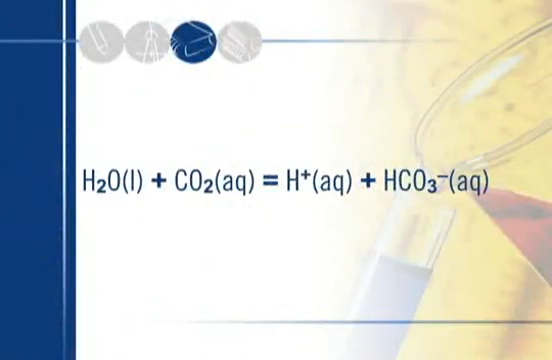 H₂O(l) + CO₂(aq) = H⁺(aq) + HCO₃⁻(aq)